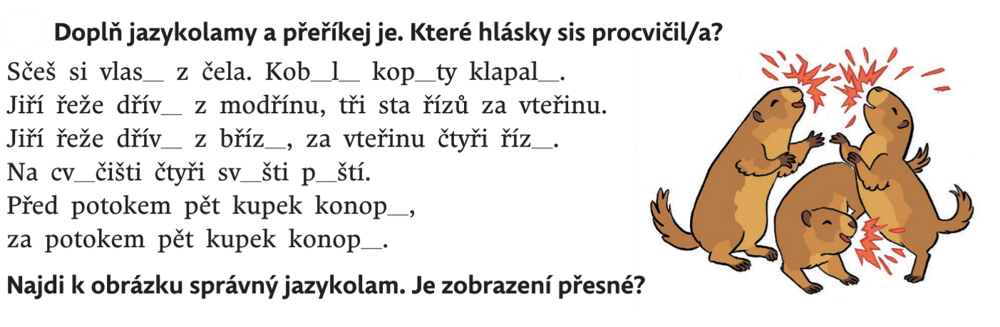 Doplň jazykolamy a přeříkej je. Které hlásky sis procvičil/a?
Sčeš si vlas__ z čela. Kob__l__ kop__ty klapal__.
Jiří řeže dřív__ z modřínu, tři sta řízů za vteřinu.
Jiří řeže dřív__ z bříz__, za vteřinu čtyři říz__.
Na cv__čišti čtyři sv__šti p__ští.
Před potokem pět kupek konop__,
za potokem pět kupek konop__.
Najdi k obrázku správný jazykolam. Je zobrazení přesné?